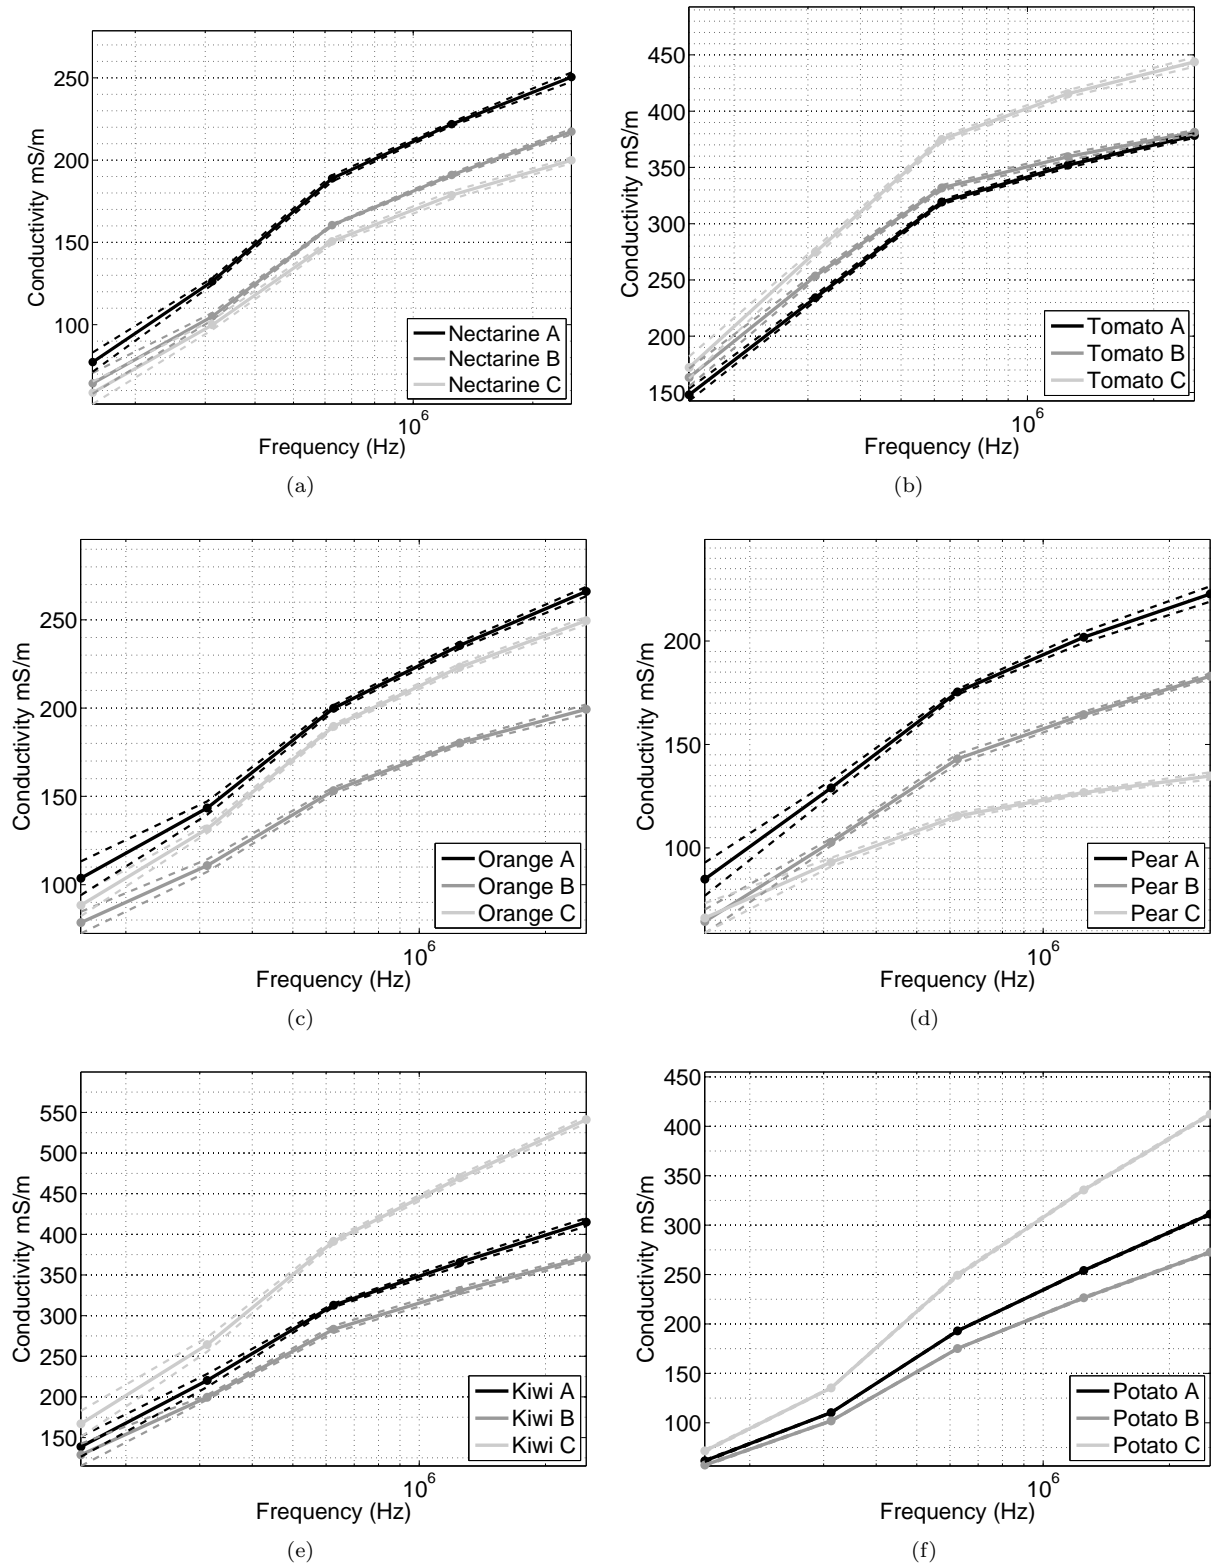 250
200
150
100
Conductivity mS/m
Nectarine A
Nectarine B
Nectarine C
10^6
Frequency (Hz)
(a)
450
400
350
300
250
200
150
Conductivity mS/m
Tomato A
Tomato B
Tomato C
10^6
Frequency (Hz)
(b)
250
200
150
100
Conductivity mS/m
Orange A
Orange B
Orange C
10^6
Frequency (Hz)
(c)
200
150
100
Conductivity mS/m
Pear A
Pear B
Pear C
10^6
Frequency (Hz)
(d)
550
500
450
400
350
300
250
200
150
Conductivity mS/m
Kiwi A
Kiwi B
Kiwi C
10^6
Frequency (Hz)
(e)
450
400
350
300
250
200
150
100
Conductivity mS/m
Potato A
Potato B
Potato C
10^6
Frequency (Hz)
(f)